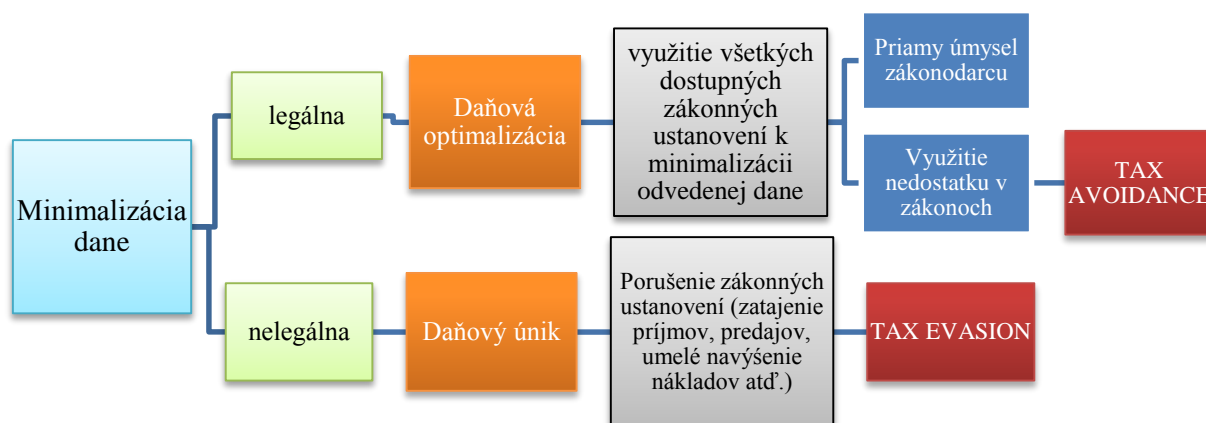 Minimalizácia
dane
legálna
Daňová
optimalizácia
využitie všetkých
dostupných
zákonných
ustanovení k
minimalizácii
odvedenej dane
Priamy úmysel
zákonodarcu
Využitie
nedostatku v
zákonoch
TAX
AVOIDANCE
nelegálna
Daňový únik
Porušenie zákonných
ustanovení (zatajenie
príjmov, predajov,
umelé navýšenie
nákladov atď.)
TAX EVASION